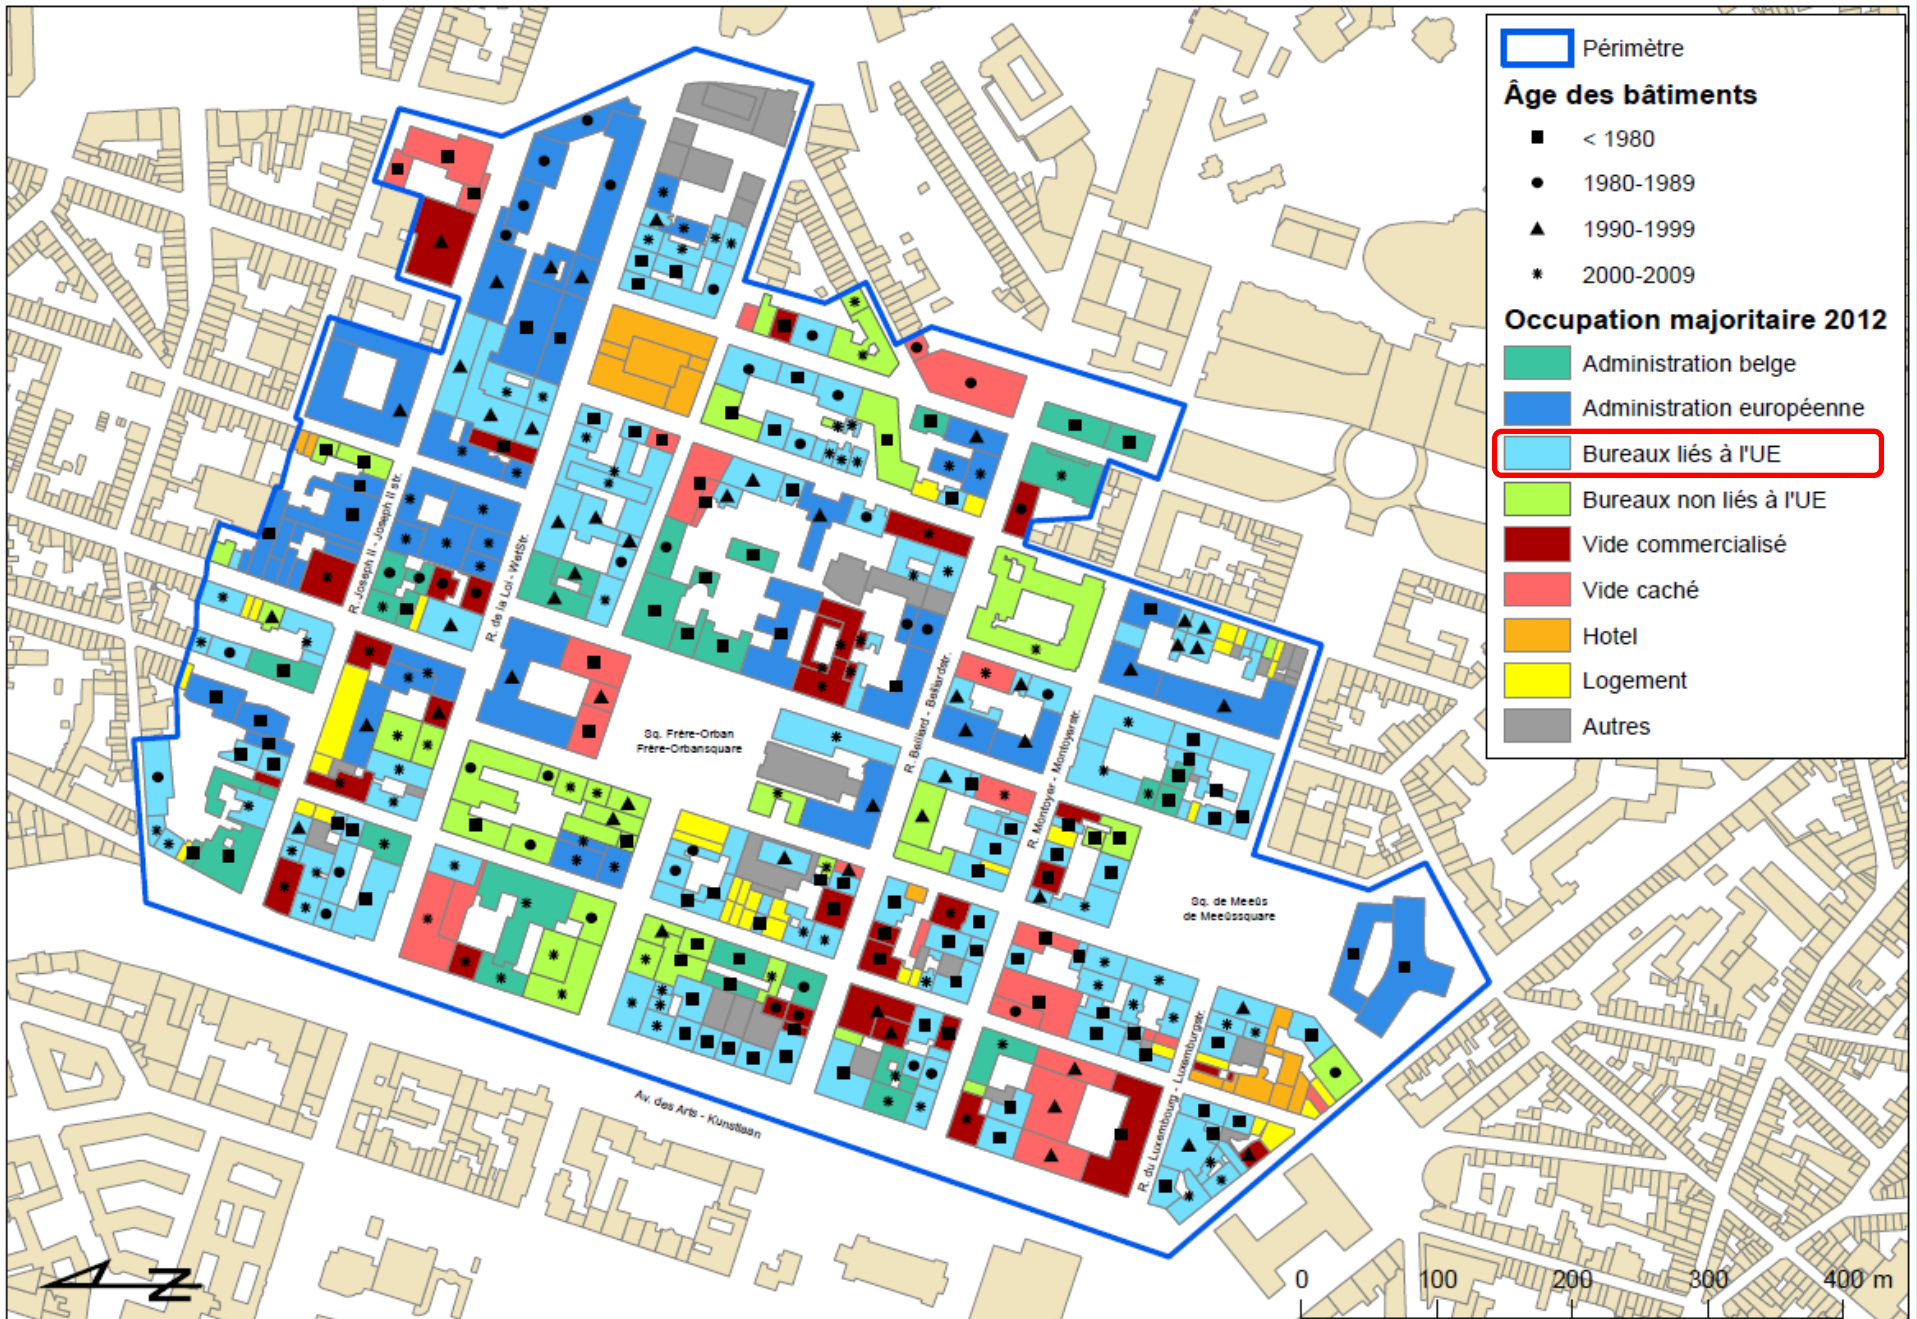 Périmètre
Âge des bâtiments
< 1980
1980-1989
1990-1999
2000-2009
Occupation majoritaire 2012
Administration belge
Administration européenne
Bureaux liés à l'UE
Bureaux non liés à l'UE
Vide commercialisé
Vide caché
Hotel
Logement
Autres
R. Joseph II - Joseph II str.
R. de la Loi - WetStr.
Sq. Frère-Orban
Frère-Orbansquare
R. Belliard - Belliardstr.
R. Montoyer - Montoyerstr.
R. Montoyer - Montoyerstr.
Sq. de Meeûs
de Meeûssquare
R. du Luxembourg - Luxemburgstr.
Av. des Arts - Kunstlaan
N
0 100 200 300 400 m